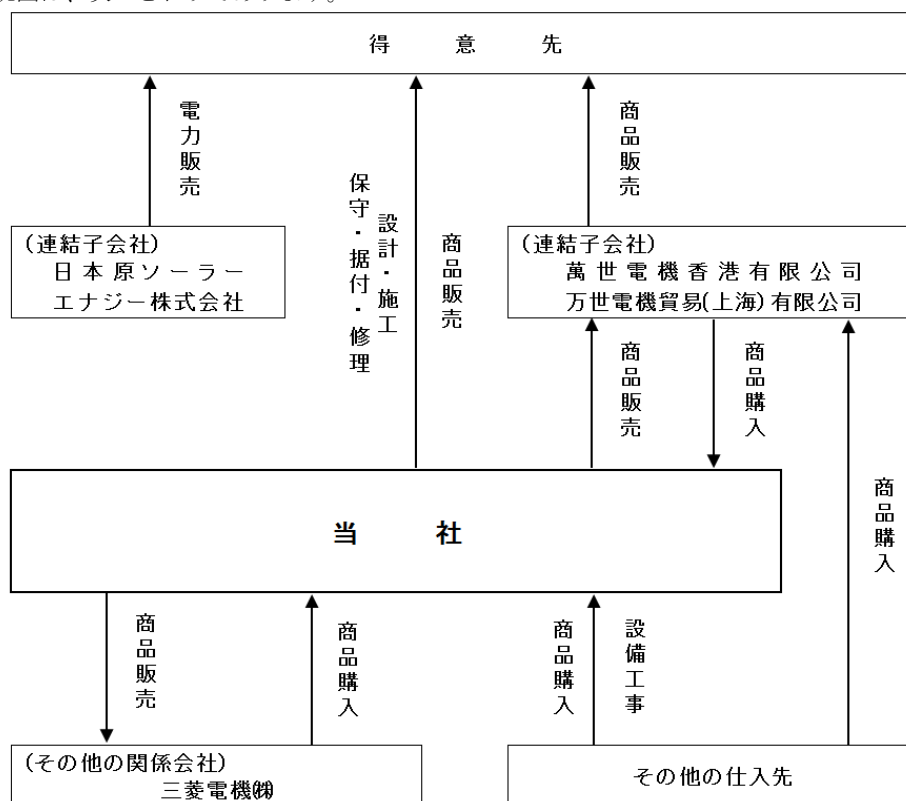 得意先
電力販売
保守・据付・修理
設計・施工
商品販売
商品販売
(連結子会社)
日本原ソーラー
エナジー株式会社
(連結子会社)
萬世電機香港有限公司
万世電機貿易(上海)有限公司
商品販売
商品購入
商品購入
当社
商品販売
商品購入
商品購入
設備工事
(その他の関係会社)
三菱電機㈱
その他の仕入先